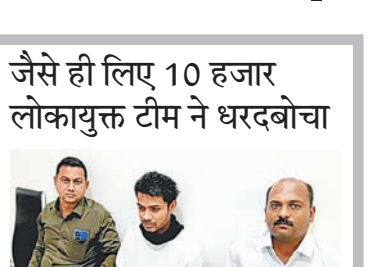 जैसे ही लिए 10 हजार
लोकायुक्त टीम ने धरदबोचा